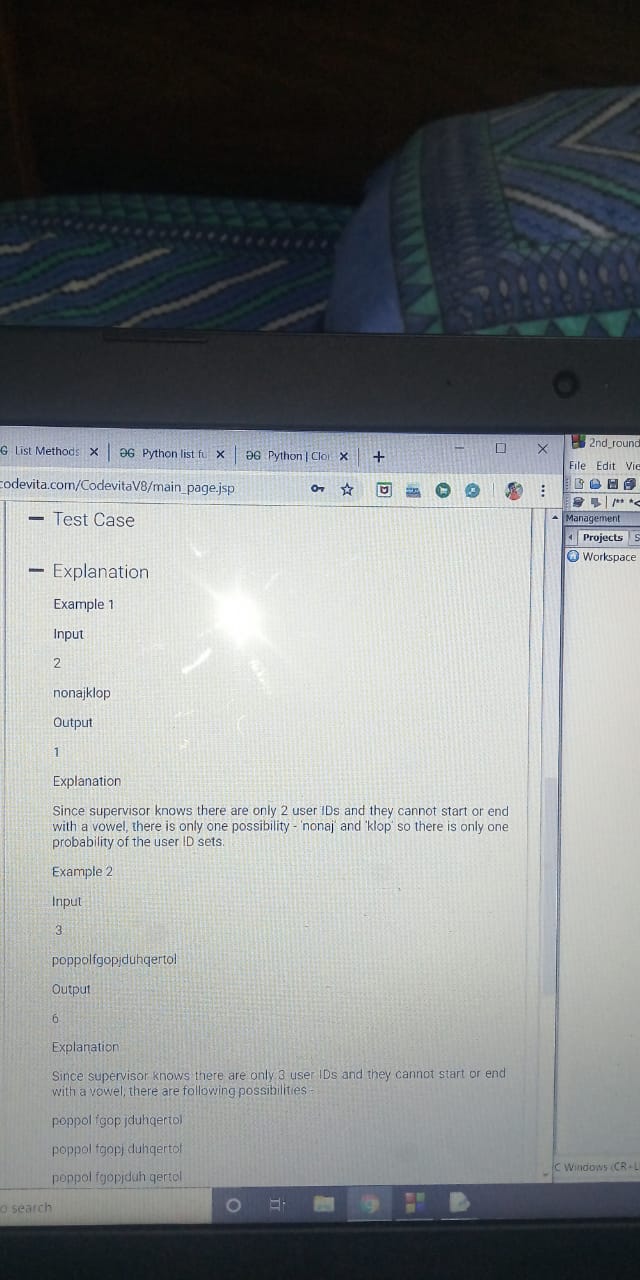 List Methods
Python list fu
Python | Clo
2nd_round
File Edit Vie
codevita.com/CodevitaV8/main_page.jsp
Management
Projects S
Workspace
Test Case
Explanation
Example 1
Input
2
nonajklop
Output
1
Explanation
Since supervisor knows there are only 2 user IDs and they cannot start or end
with a vowel, there is only one possibility - 'nonaj' and 'klop' so there is only one
probability of the user ID sets.
Example 2
Input
3
poppolfgopjduhqertol
Output
6
Explanation
Since supervisor knows there are only 3 user IDs and they cannot start or end
with a vowel; there are following possibilities -
poppol fgop jduhqertol
poppol fgopj duhqertol
poppol fgopjduh qertol
C Windows (CR+L
o search